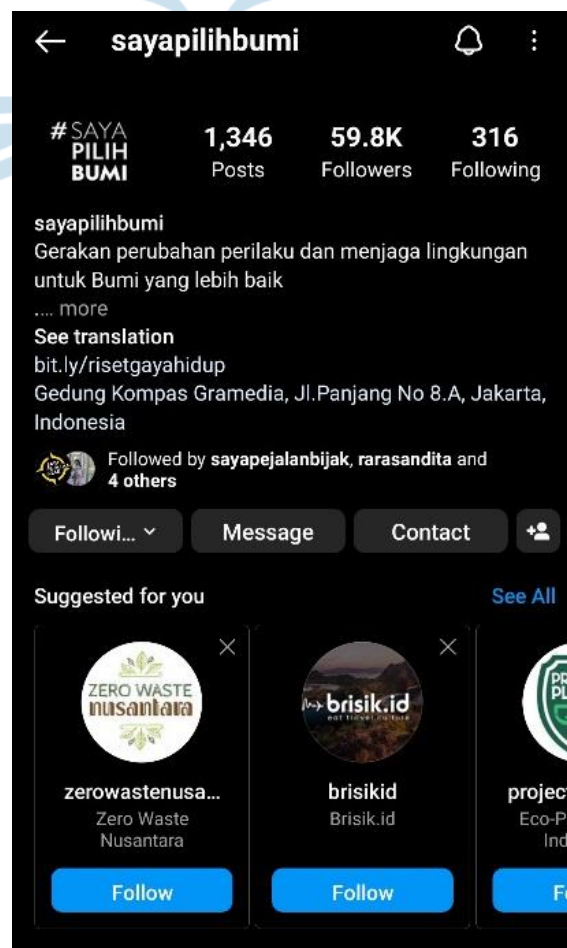 sayapilihbumi
#SAYA
PILIH
BUMI
1,346
59.8K
316
Posts
Followers
Following
sayapilihbumi
Gerakan perubahan perilaku dan menjaga lingkungan
untuk Bumi yang lebih baik
.... more
See translation
bit.ly/risetgayahidup
Gedung Kompas Gramedia, Jl.Panjang No 8.A, Jakarta,
Indonesia
Followed by sayapejalanbijak, rarasandita and
4 others
Followi...
Message
Contact
Suggested for you
See All
ZERO WASTE
nusantara
brisik.id
eat travel culture
zerowastenusa...
Zero Waste
Nusantara
brisikid
Brisik.id
projec
Eco-P
Ind
Follow
Follow